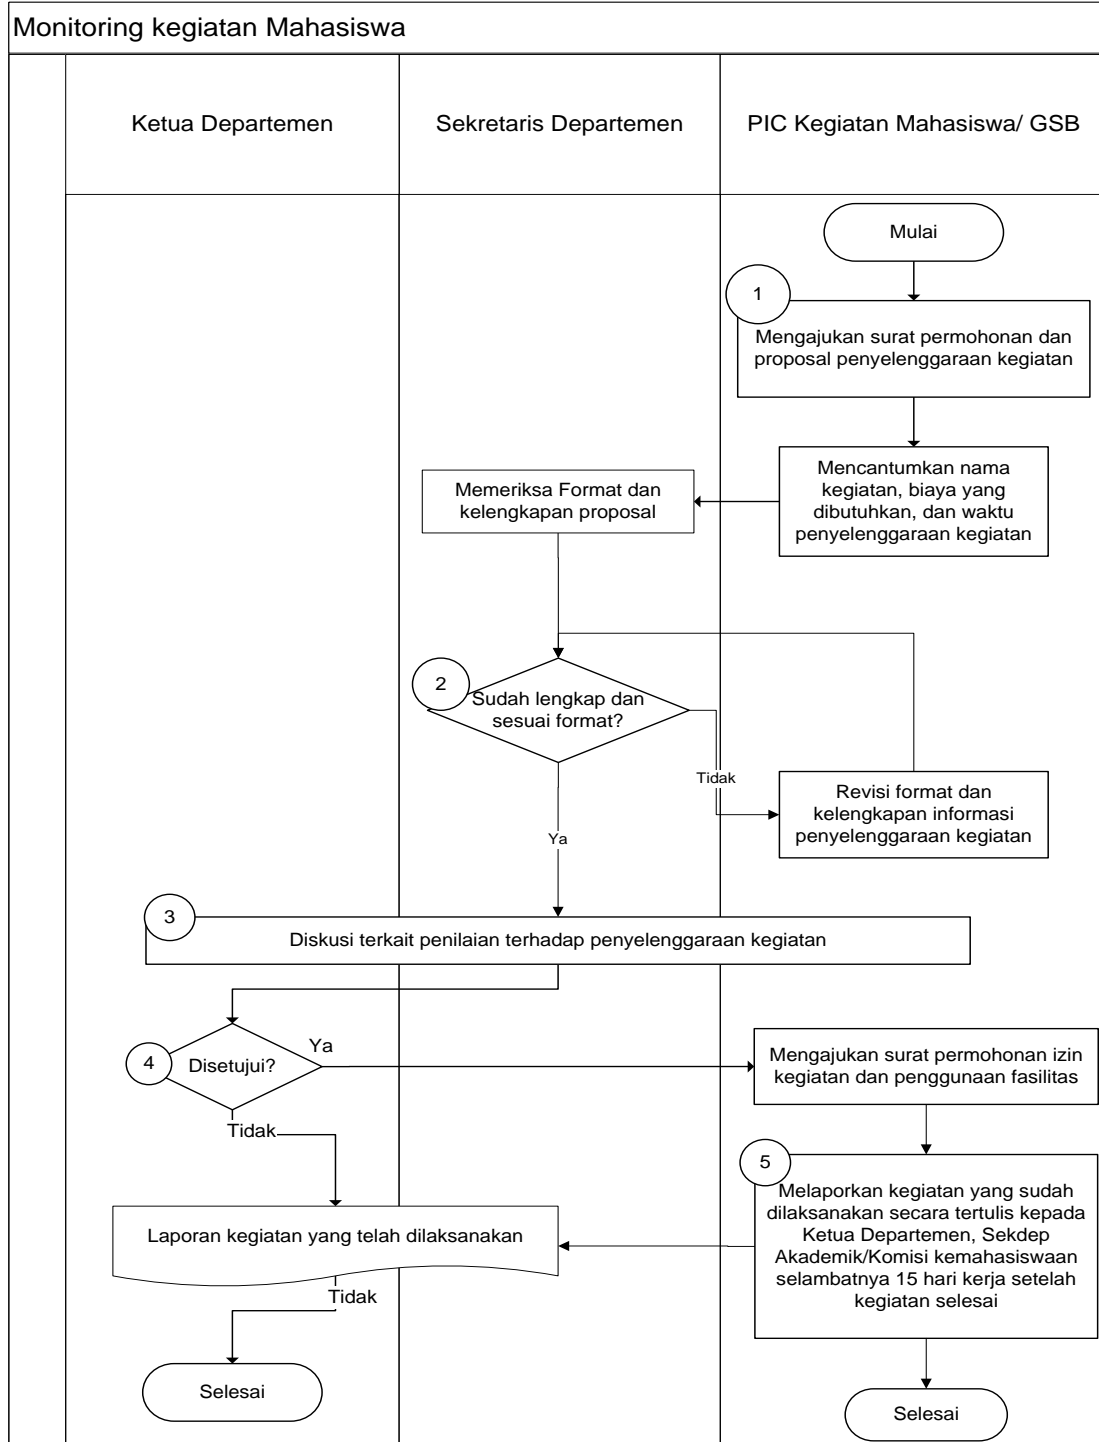 Monitoring kegiatan Mahasiswa
Ketua Departemen
Sekretaris Departemen
PIC Kegiatan Mahasiswa/ GSB
Mulai
1
Mengajukan surat permohonan dan
proposal penyelenggaraan kegiatan
Mencantumkan nama
kegiatan, biaya yang
dibutuhkan, dan waktu
penyelenggaraan kegiatan
Memeriksa Format dan
kelengkapan proposal
2
Sudah lengkap dan
sesuai format?
Tidak
Revisi format dan
kelengkapan informasi
penyelenggaraan kegiatan
Ya
3
Diskusi terkait penilaian terhadap penyelenggaraan kegiatan
4
Disetujui?
Ya
Mengajukan surat permohonan izin
kegiatan dan penggunaan fasilitas
Tidak
5
Melaporkan kegiatan yang sudah
dilaksanakan secara tertulis kepada
Ketua Departemen, Sekdep
Akademik/Komisi kemahasiswaan
selambatnya 15 hari kerja setelah
kegiatan selesai
Laporan kegiatan yang telah dilaksanakan
Tidak
Selesai
Selesai